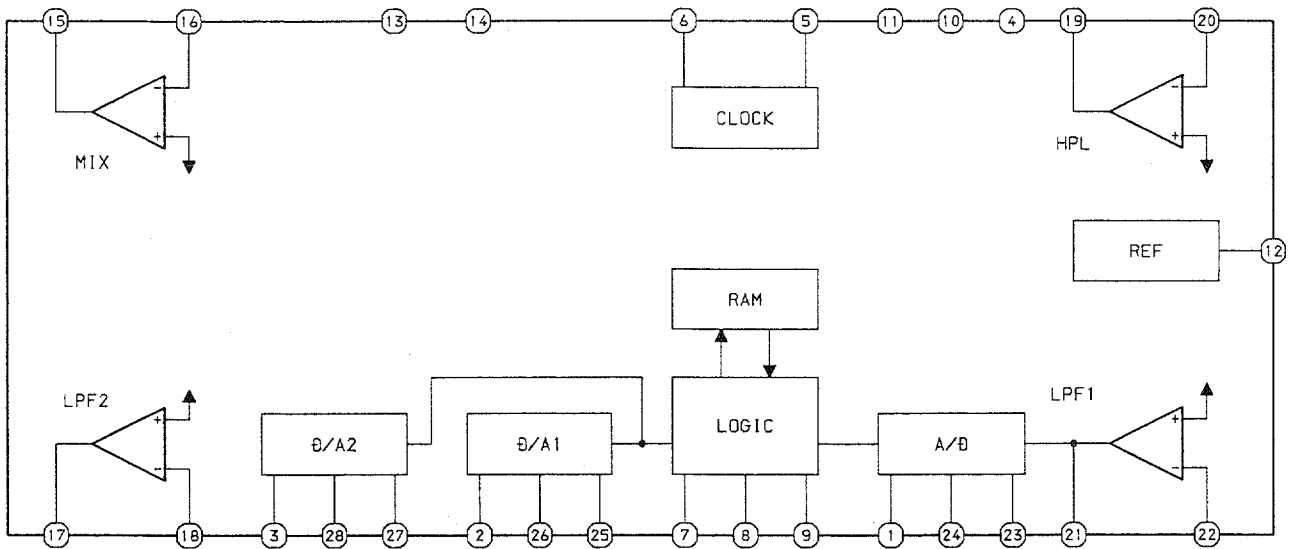 15 16 13 14 6 5 11 10 4 19 20
- -
CLOCK
+ +
MIX HPL
REF 12
RAM
LPF2 LPF1
+ +
D/A2 D/A1 LOGIC A/D
- -
17 18 3 28 27 2 26 25 7 8 9 1 24 23 21 22